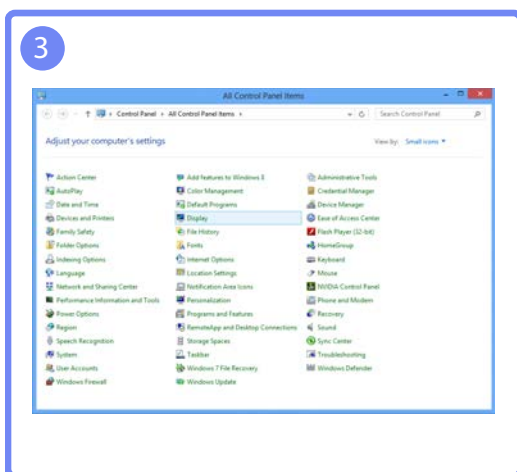 3
All Control Panel Items
Control Panel All Control Panel Items Search Control Panel
Adjust your computer's settings View by: Small icons
Action Center Add features to Windows 8 Administrative Tools
AutoPlay Color Management Credential Manager
Date and Time Default Programs Device Manager
Devices and Printers Display Ease of Access Center
Family Safety File History Flash Player (32-bit)
Folder Options Fonts HomeGroup
Indexing Options Internet Options Keyboard
Language Location Settings Mouse
Network and Sharing Center Notification Area Icons NVIDIA Control Panel
Performance Information and Tools Personalization Phone and Modem
Power Options Programs and Features Recovery
Region RemoteApp and Desktop Connections Sound
Speech Recognition Storage Spaces Sync Center
System Taskbar Troubleshooting
User Accounts Windows 7 File Recovery Windows Defender
Windows Firewall Windows Update